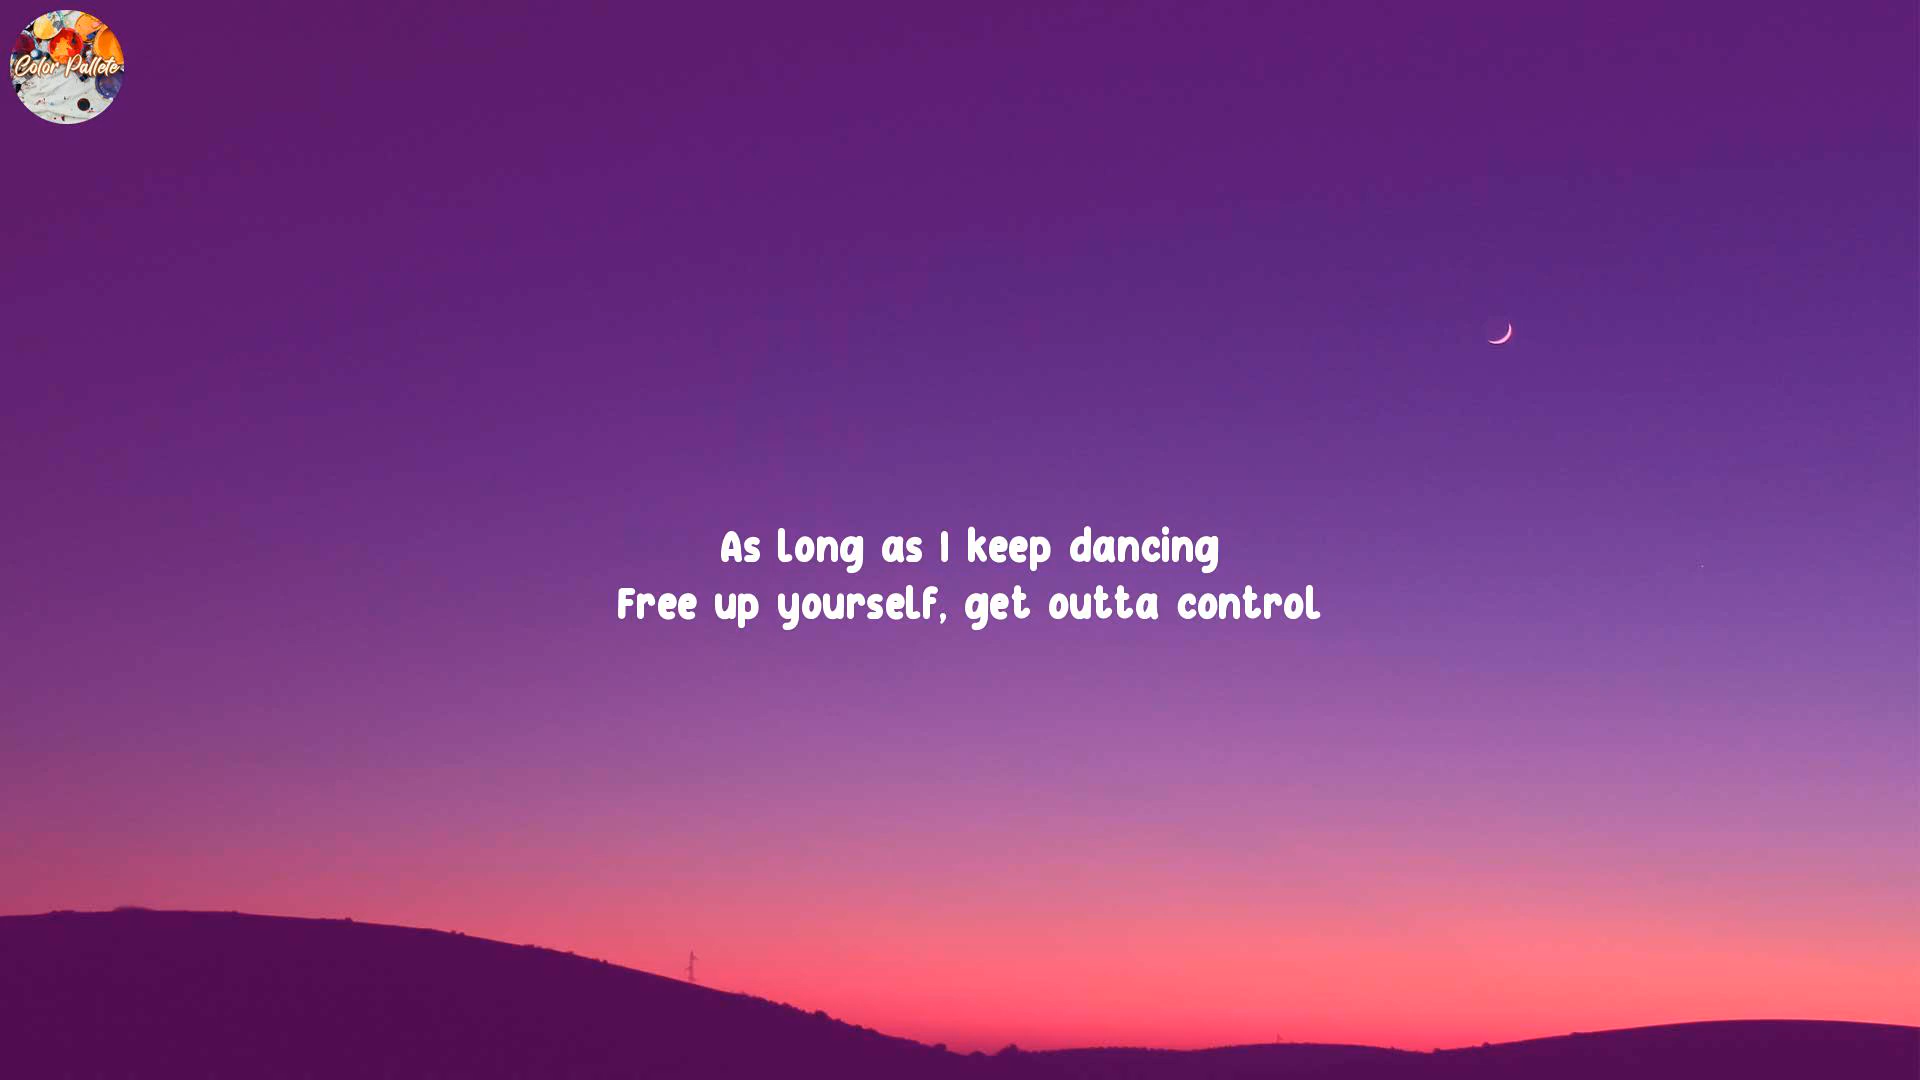 Color Pallete
As long as I keep dancing
Free up yourself, get outta control